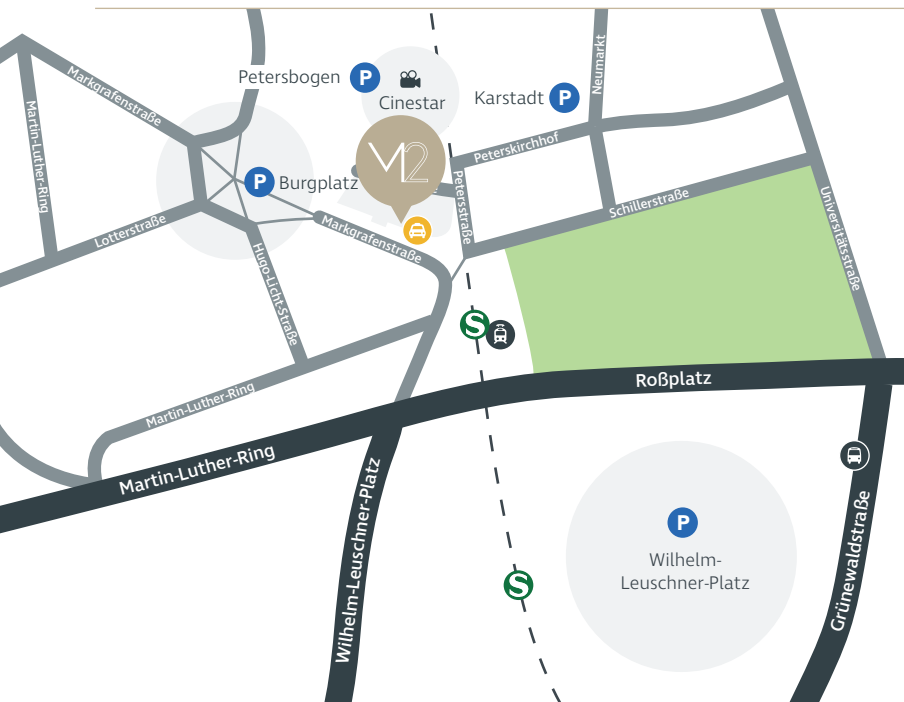 Petersbogen
P
Cinestar
Karstadt
P
Neumarkt
Markgrafenstraße
Martin-Luther-Ring
M2
Peterskirchhof
P
Burgplatz
Petersstraße
Schillerstraße
Universitätsstraße
Lotterstraße
Markgrafenstraße
Hugo-Licht-Straße
S
Martin-Luther-Ring
Roßplatz
Martin-Luther-Ring
Wilhelm-Leuschner-Platz
P
Wilhelm-
Leuschner-Platz
S
Grünewaldstraße